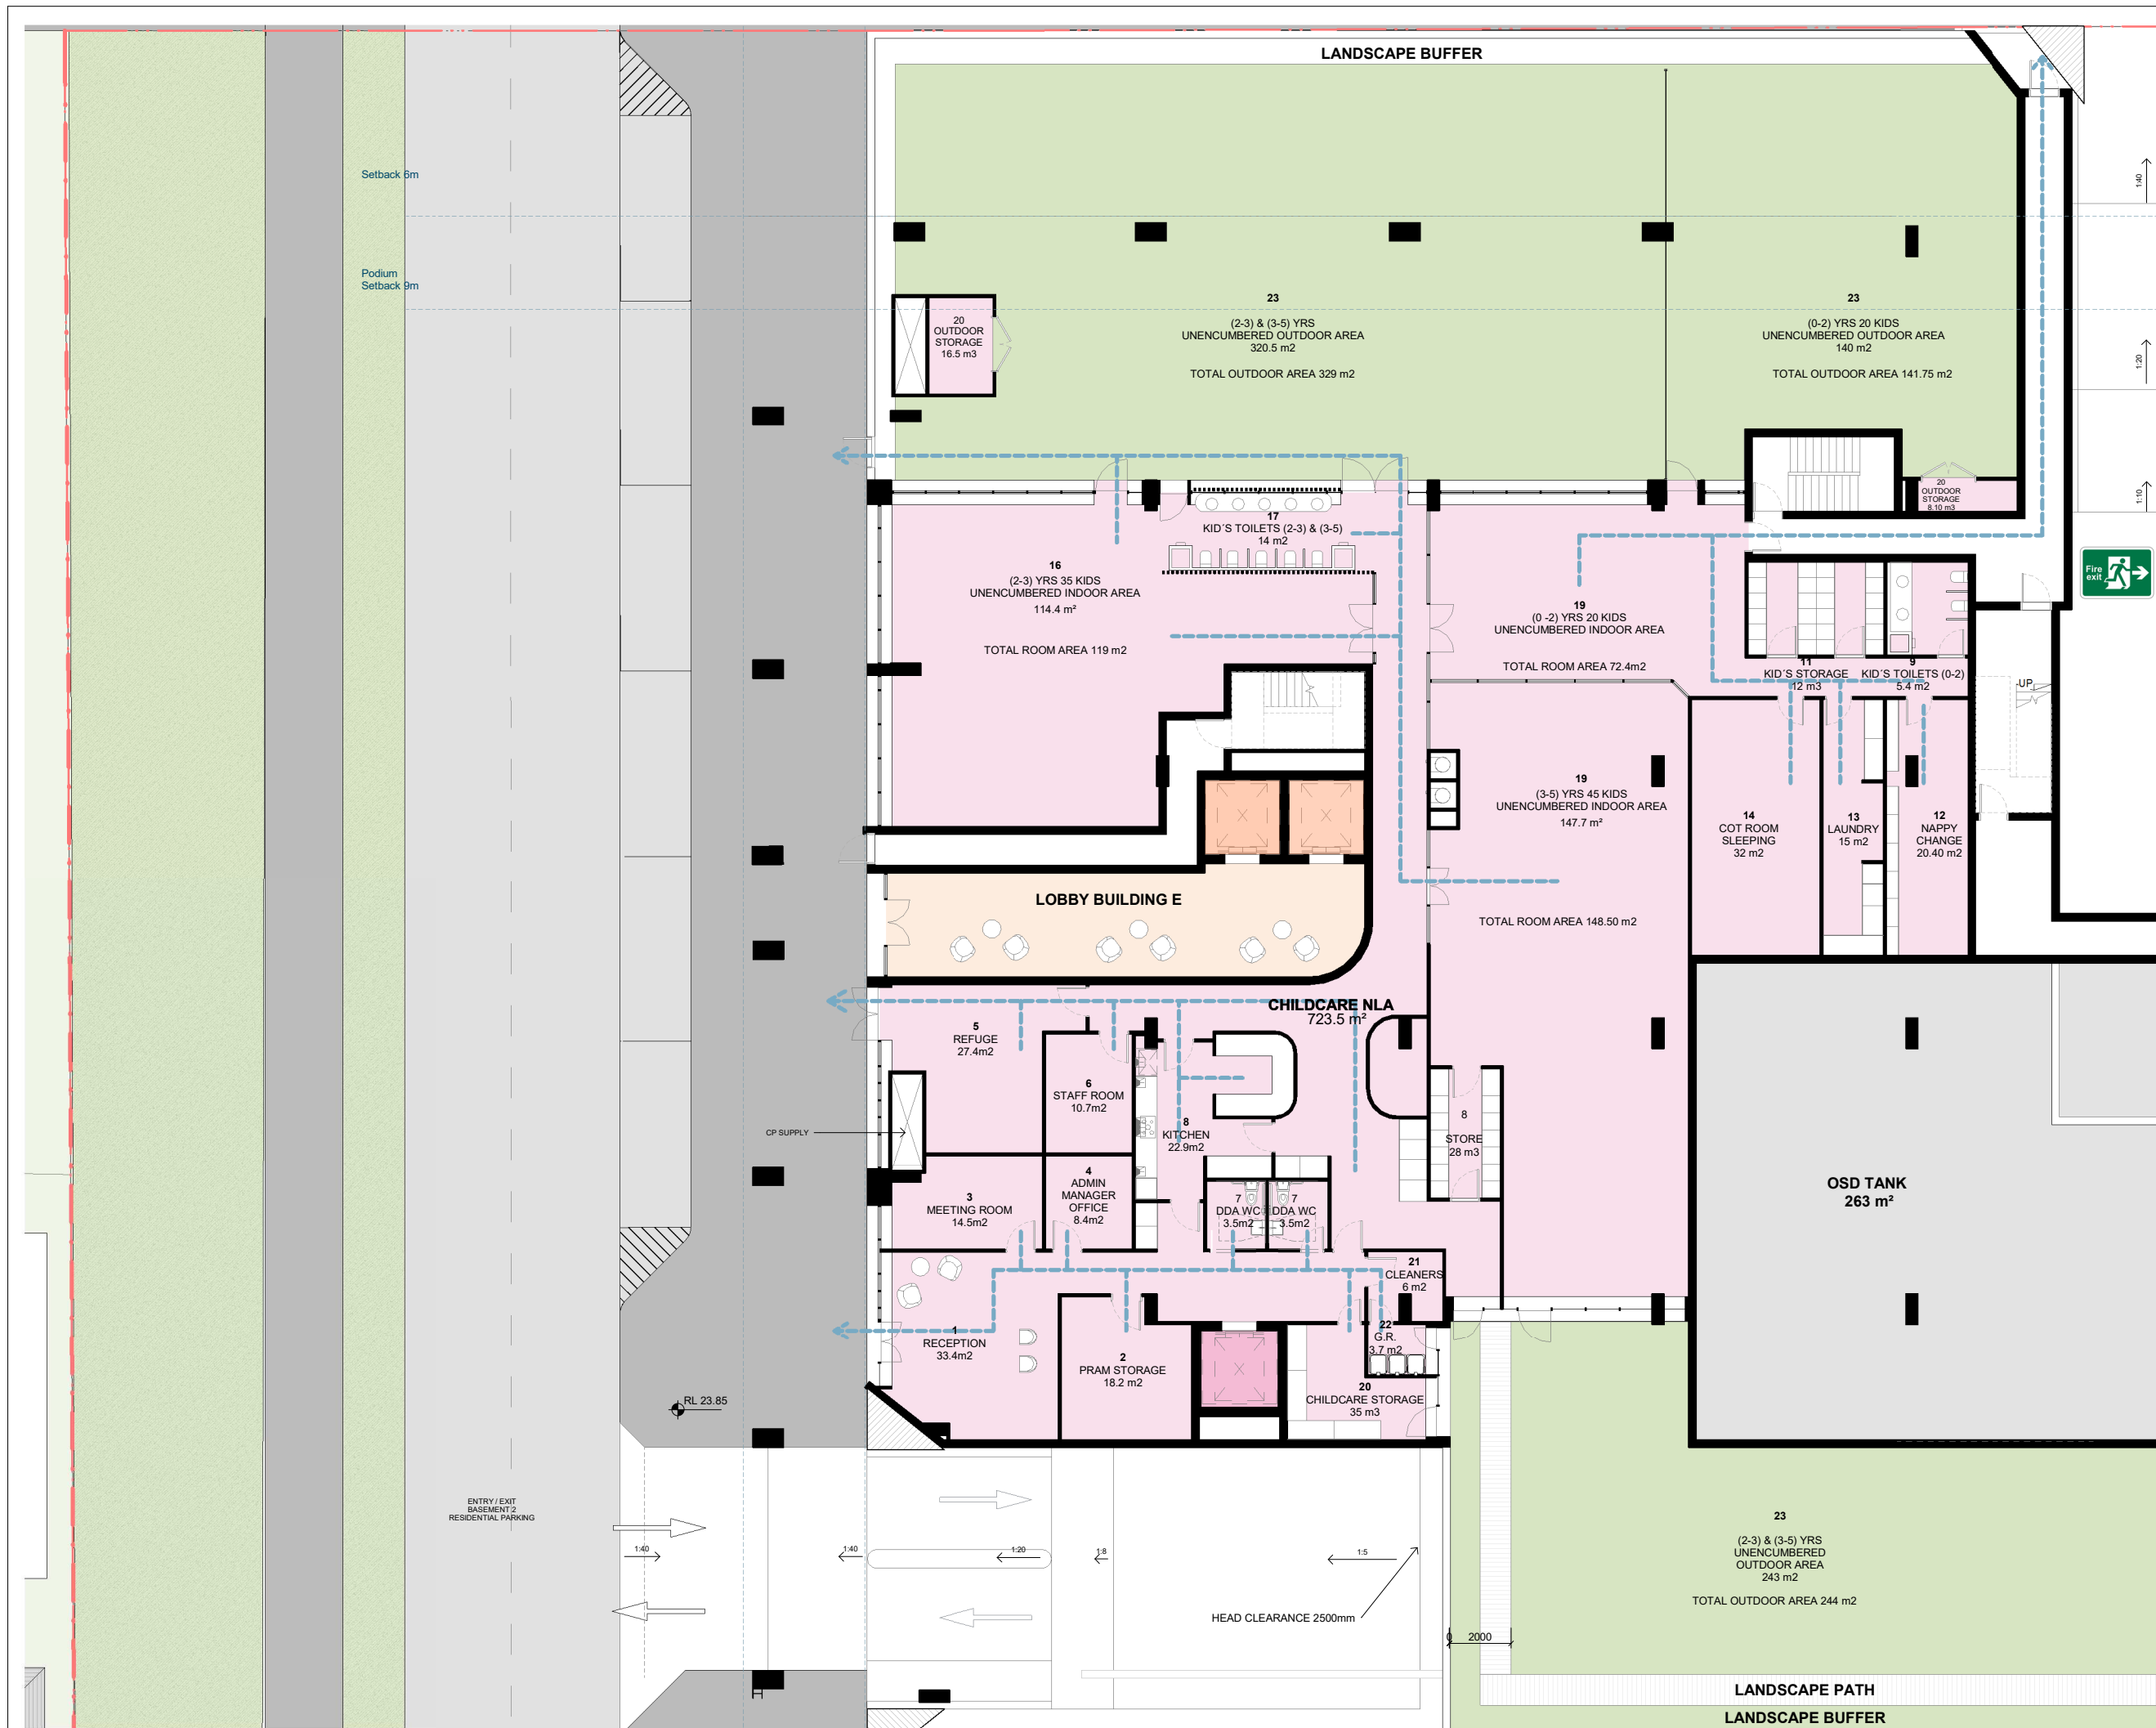 LANDSCAPE BUFFER
Setback 6m
1:40
Podium
Setback 9m
20
OUTDOOR
STORAGE
16.5 m3
23
(2-3) & (3-5) YRS
UNENCUMBERED OUTDOOR AREA
320.5 m2
TOTAL OUTDOOR AREA 329 m2
23
(0-2) YRS 20 KIDS
UNENCUMBERED OUTDOOR AREA
140 m2
TOTAL OUTDOOR AREA 141.75 m2
1:20
20
OUTDOOR
STORAGE
8.10 m3
1:10
17
KID´S TOILETS (2-3) & (3-5)
14 m2
16
(2-3) YRS 35 KIDS
UNENCUMBERED INDOOR AREA
114.4 m²
TOTAL ROOM AREA 119 m2
19
(0 -2) YRS 20 KIDS
UNENCUMBERED INDOOR AREA
TOTAL ROOM AREA 72.4m2
Fire
exit
11
KID´S STORAGE
12 m3
9
KID´S TOILETS (0-2)
5.4 m2
UP
19
(3-5) YRS 45 KIDS
UNENCUMBERED INDOOR AREA
147.7 m²
TOTAL ROOM AREA 148.50 m2
14
COT ROOM
SLEEPING
32 m2
13
LAUNDRY
15 m2
12
NAPPY
CHANGE
20.40 m2
LOBBY BUILDING E
CHILDCARE NLA
723.5 m²
5
REFUGE
27.4m2
6
STAFF ROOM
10.7m2
CP SUPPLY
8
KITCHEN
22.9m2
8
STORE
28 m3
3
MEETING ROOM
14.5m2
4
ADMIN
MANAGER
OFFICE
8.4m2
7
DDA WC
3.5m2
7
DDA WC
3.5m2
OSD TANK
263 m²
21
CLEANERS
6 m2
1
RECEPTION
33.4m2
2
PRAM STORAGE
18.2 m2
22
G.R.
3.7 m2
20
CHILDCARE STORAGE
35 m3
RL 23.85
ENTRY / EXIT
BASEMENT 2
RESIDENTIAL PARKING
1:40
1:40
1:20
1:8
1:5
HEAD CLEARANCE 2500mm
23
(2-3) & (3-5) YRS
UNENCUMBERED
OUTDOOR AREA
243 m2
TOTAL OUTDOOR AREA 244 m2
0
2000
LANDSCAPE PATH
LANDSCAPE BUFFER